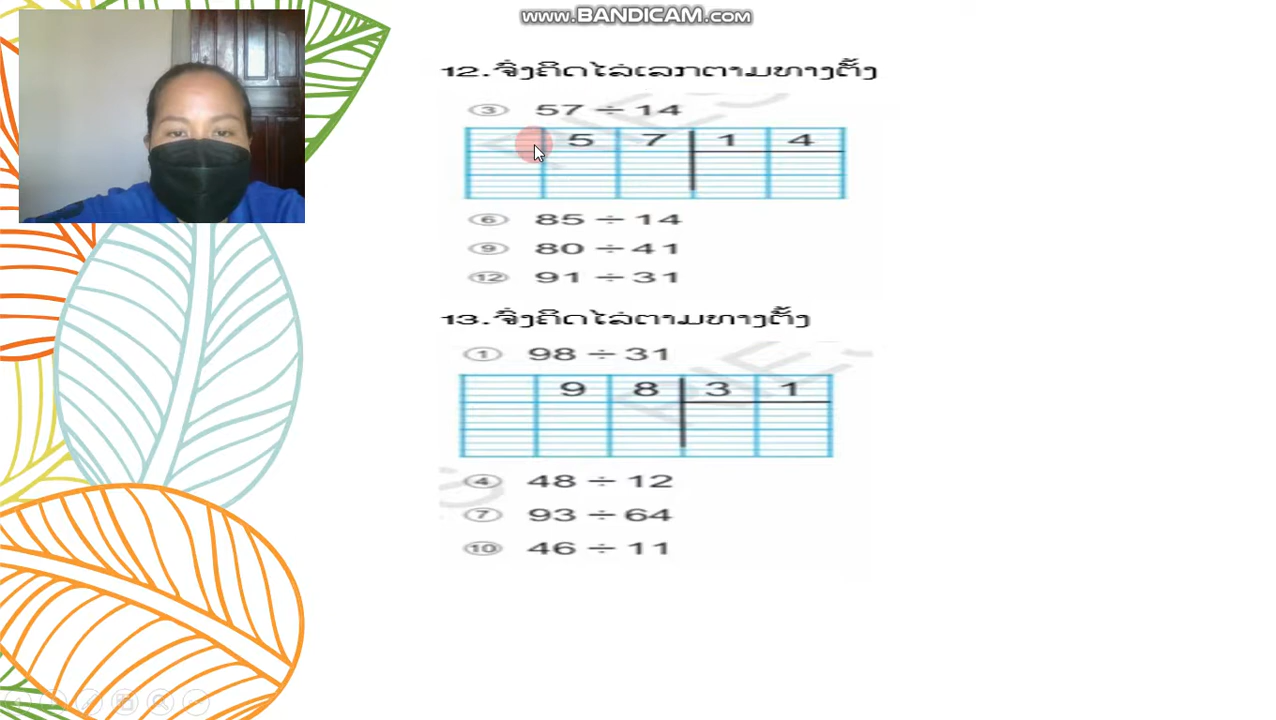 www.BANDICAM.com
12.ຈົ່ງຄິດໄລ່ເລກຕາມທາງຕັ້ງ
③ 57 ÷ 14
5 7 1 4
⑥ 85 ÷ 14
⑨ 80 ÷ 41
⑫ 91 ÷ 31
13.ຈົ່ງຄິດໄລ່ຕາມທາງຕັ້ງ
① 98 ÷ 31
9 8 3 1
④ 48 ÷ 12
⑦ 93 ÷ 64
⑩ 46 ÷ 11